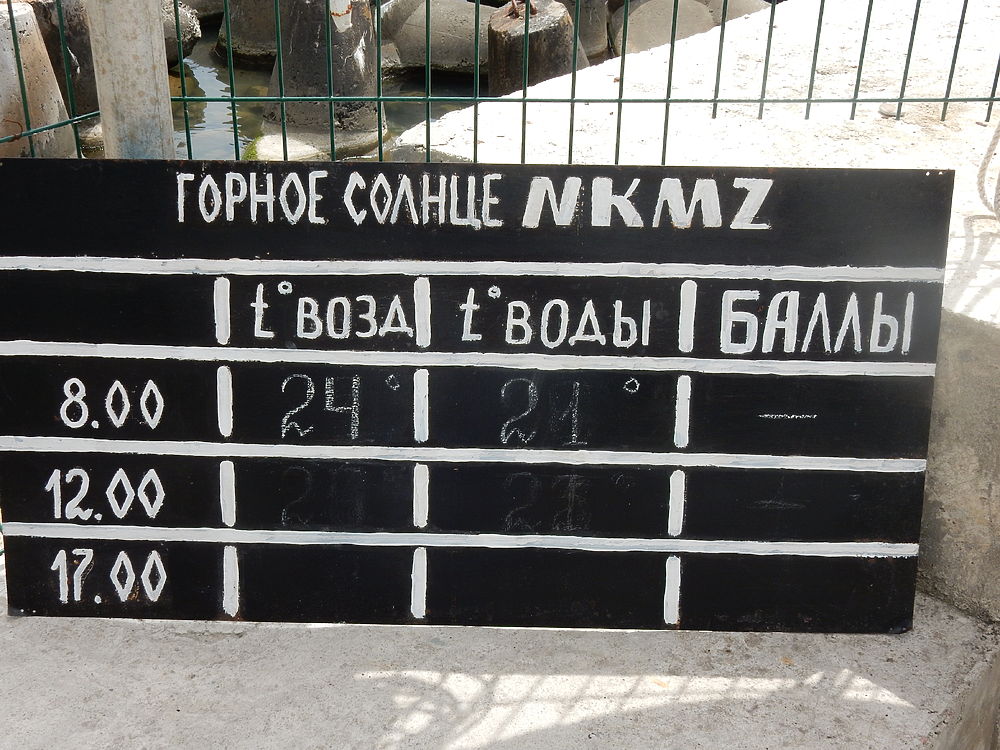 ГОРНОЕ СОЛНЦЕ NKMZ
t° ВОЗД t° ВОДЫ БАЛЛЫ
8.00 24° 21° —
12.00
17.00